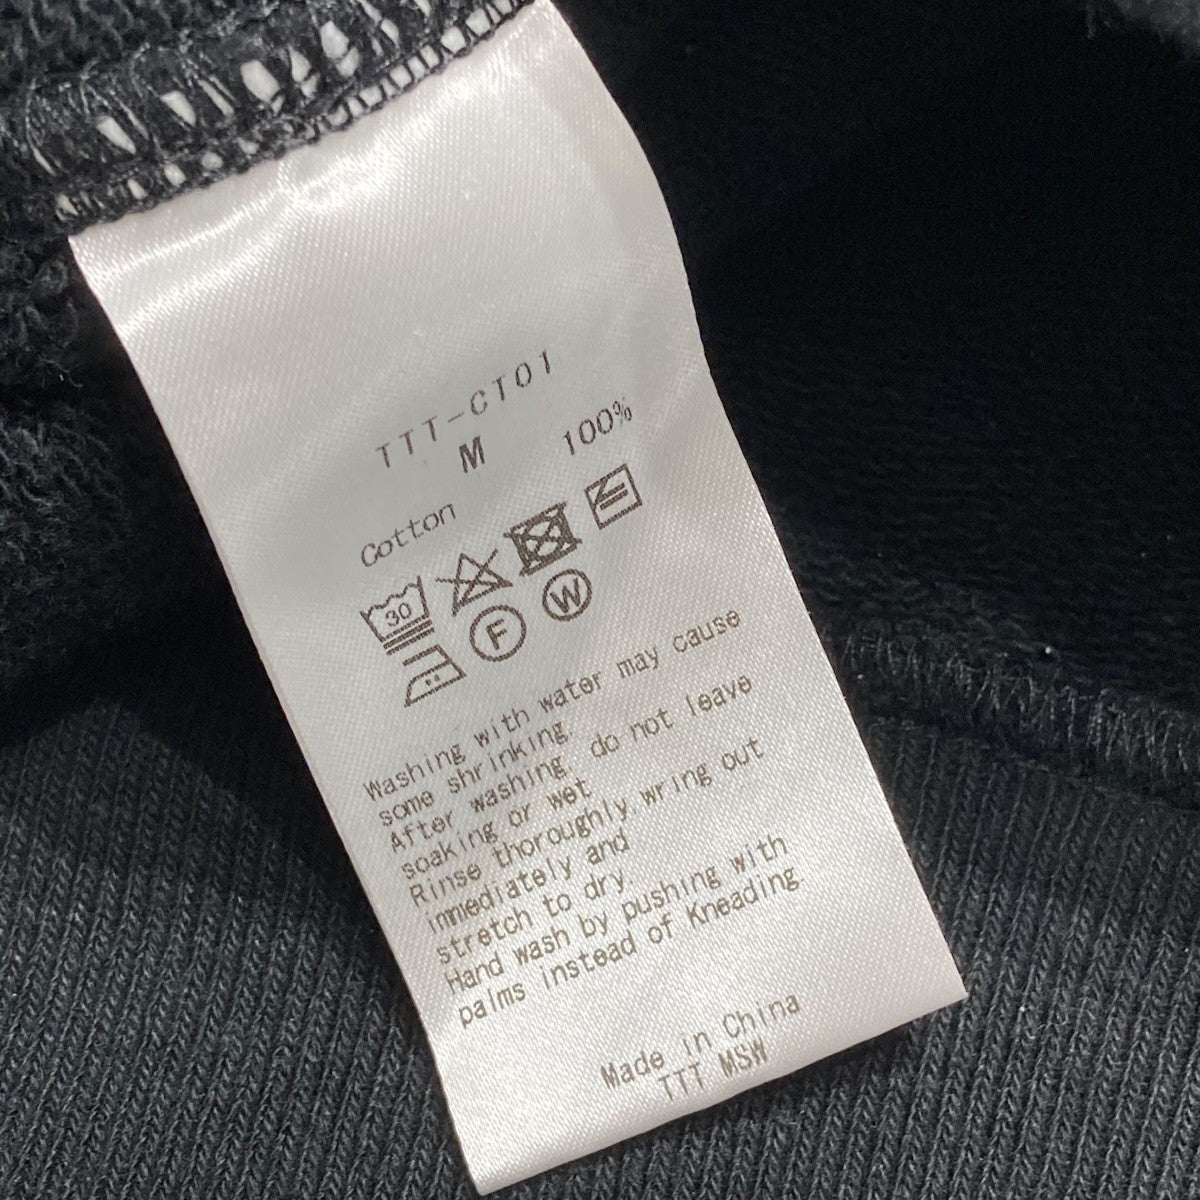 TTT-CT01
M
100%
Cotton
30
F
W
Washing with water may cause
some shrinking.
After washing, do not leave
soaking or wet
Rinse thoroughly, wring out
immediately and
stretch to dry.
Hand wash by pushing with
palms instead of Kneading.
Made in China
TTT MSW